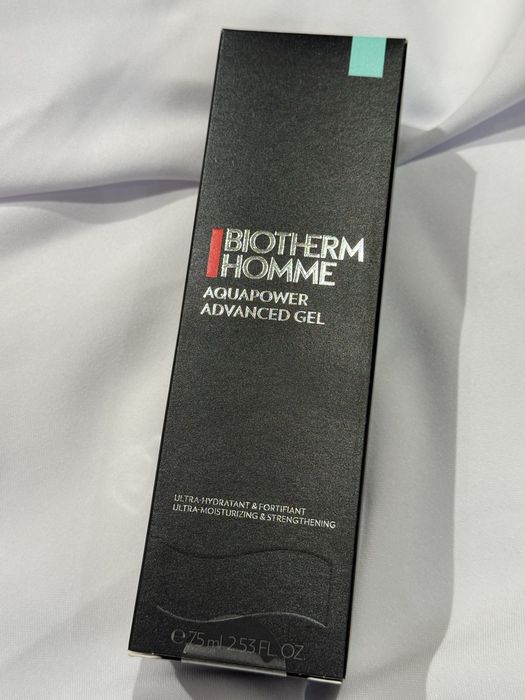 BIOTHERM
HOMME
AQUAPOWER
ADVANCED GEL
ULTRA-HYDRATANT & FORTIFIANT
ULTRA-MOISTURIZING & STRENGTHENING
℮ 75 ml 2.53 FL. OZ.